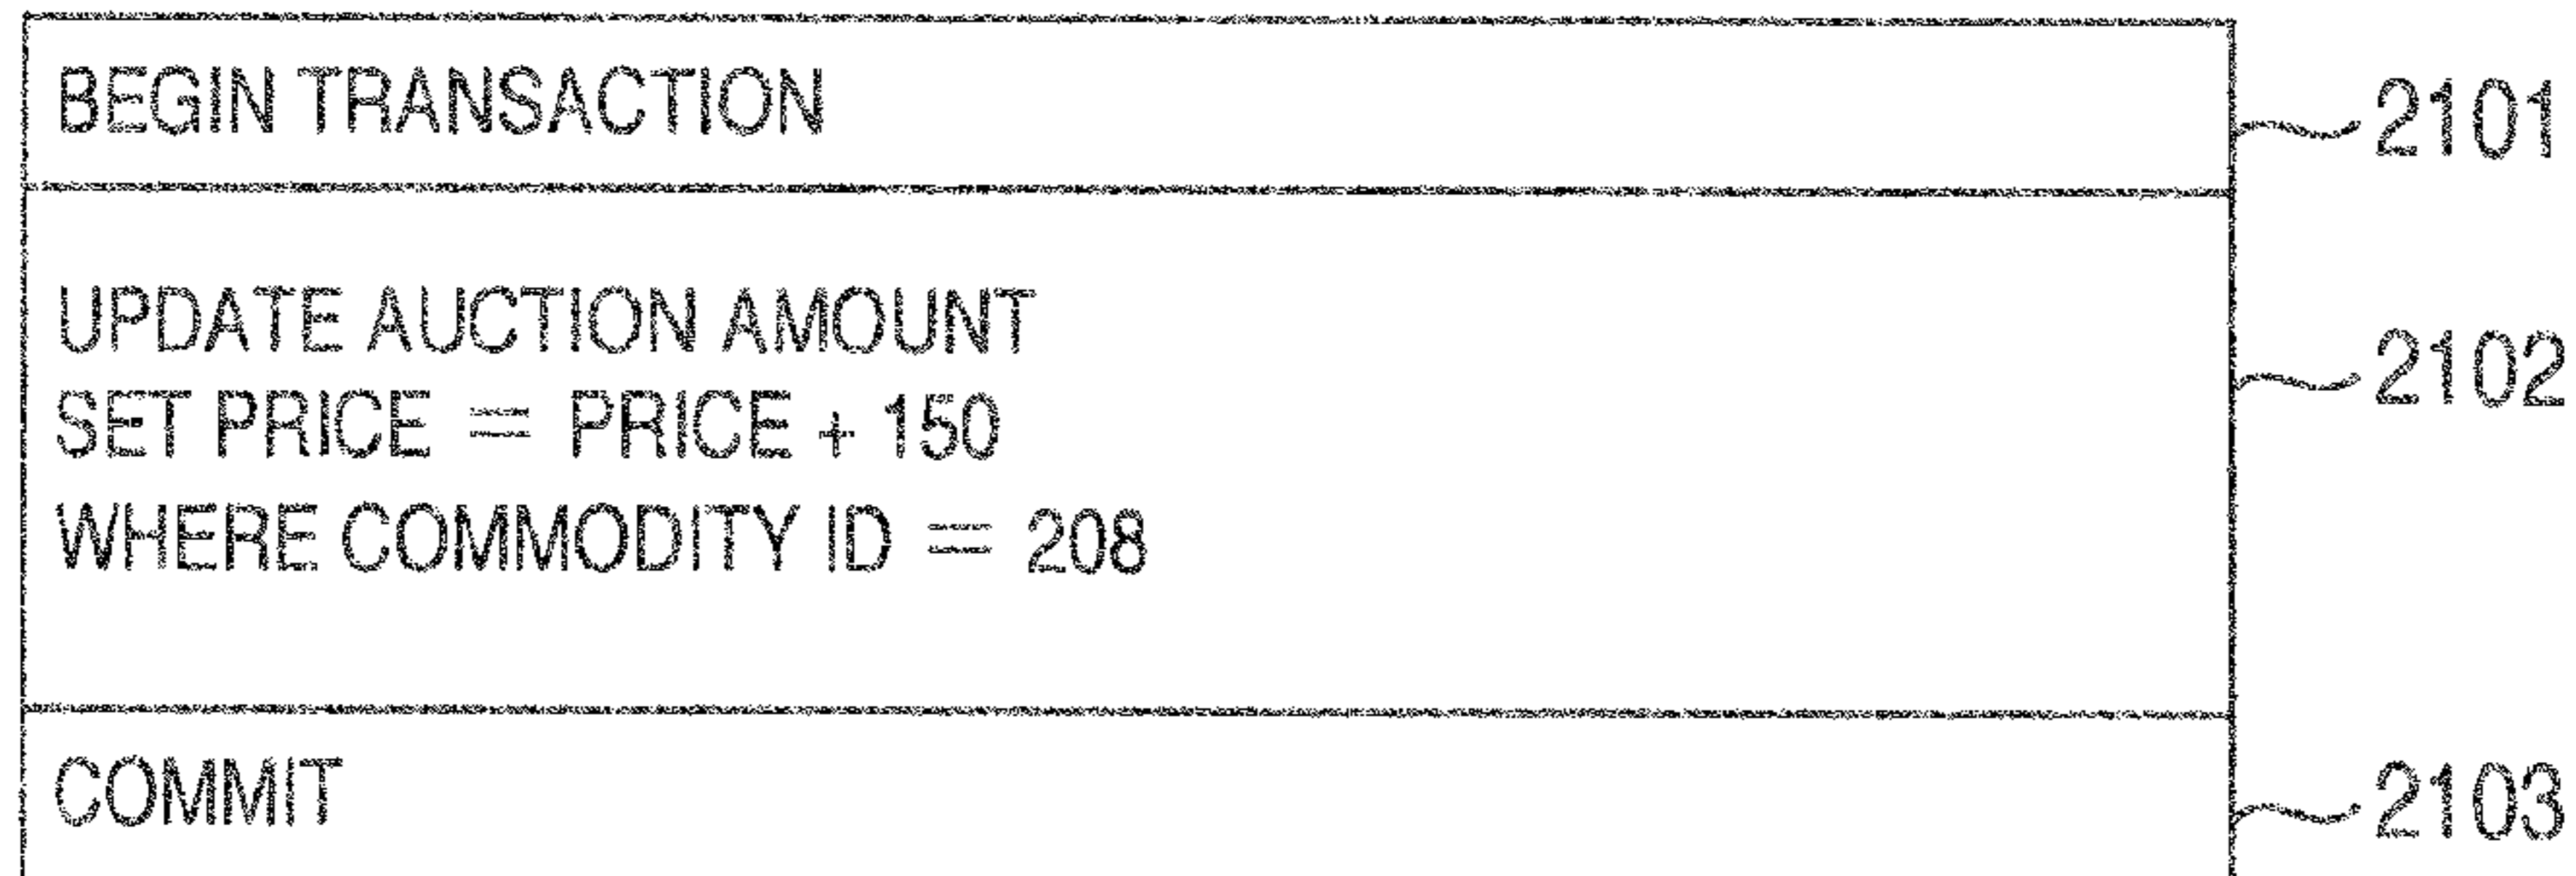 BEGIN TRANSACTION 2101
UPDATE AUCTION AMOUNT
SET PRICE = PRICE + 150 2102
WHERE COMMODITY ID = 208
COMMIT 2103